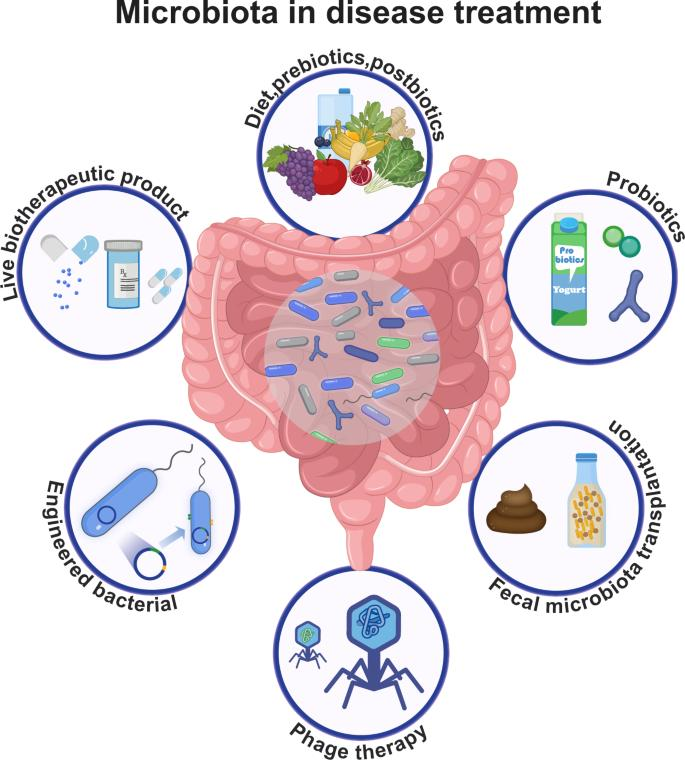 Microbiota in disease treatment
Diet,prebiotics,postbiotics
Live biotherapeutic product
Probiotics
Rx
Pro
biotics
Yogurt
Engineered bacterial
Fecal microbiota transplantation
Phage therapy